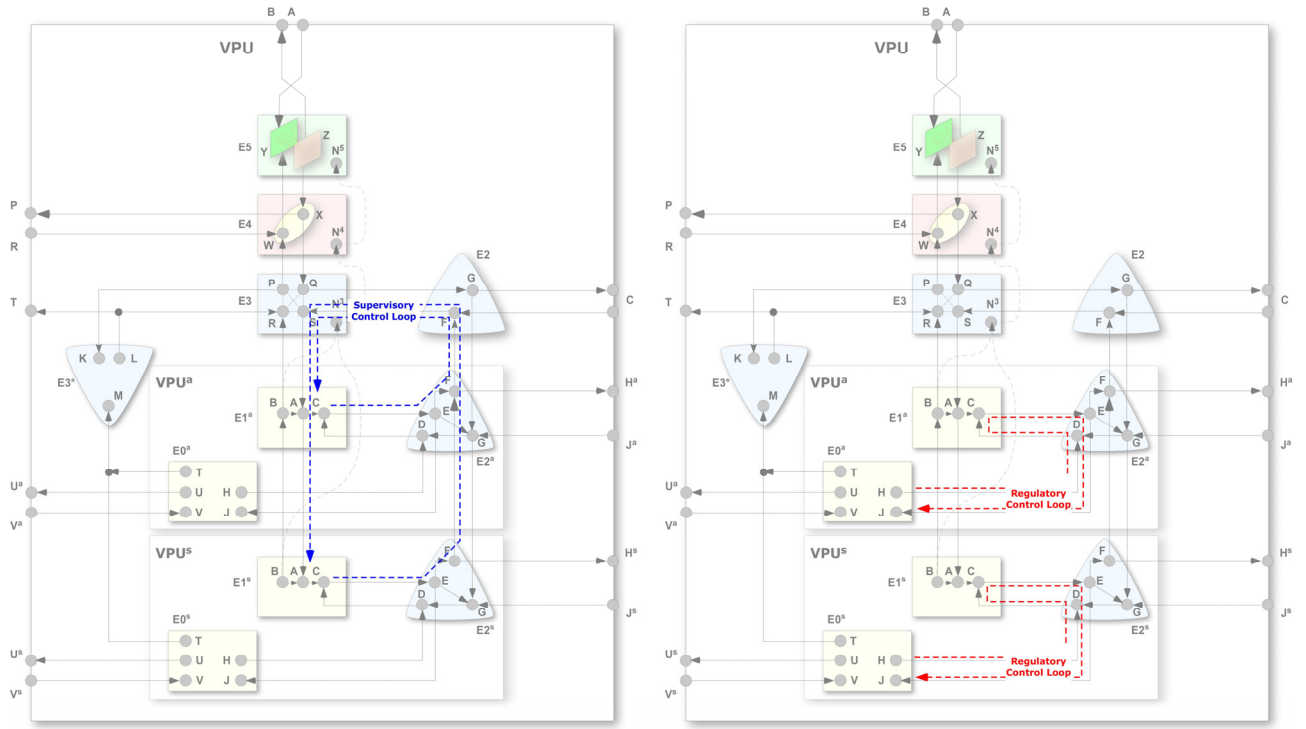 B A
VPU
Z
E5
Y
N⁵
P
X
E4
R
W
N⁴
E2
P Q
G
N³
C
E3
Supervisory
T
Control Loop
R S
F
K L
E3*
VPUᵃ
M
F
Hᵃ
B A C
E1ᵃ
E
D
G
Jᵃ
E0ᵃ
E2ᵃ
T
Uᵃ
U H
V J
Vᵃ
VPUˢ
F
Hˢ
B A C
E1ˢ
E
D
G
Jˢ
E0ˢ
E2ˢ
T
Uˢ
U H
V J
Vˢ
B A
VPU
Z
E5
Y
N⁵
P
X
E4
R
W
N⁴
E2
P Q
G
N³
C
E3
T
R S
F
K L
E3*
VPUᵃ
M
F
Hᵃ
B A C
E1ᵃ
E
D
G
Jᵃ
E0ᵃ
E2ᵃ
T
Uᵃ
U H
Regulatory
Control Loop
V J
Vᵃ
VPUˢ
F
Hˢ
B A C
E1ˢ
E
D
G
Jˢ
E0ˢ
E2ˢ
T
Uˢ
U H
Regulatory
Control Loop
V J
Vˢ